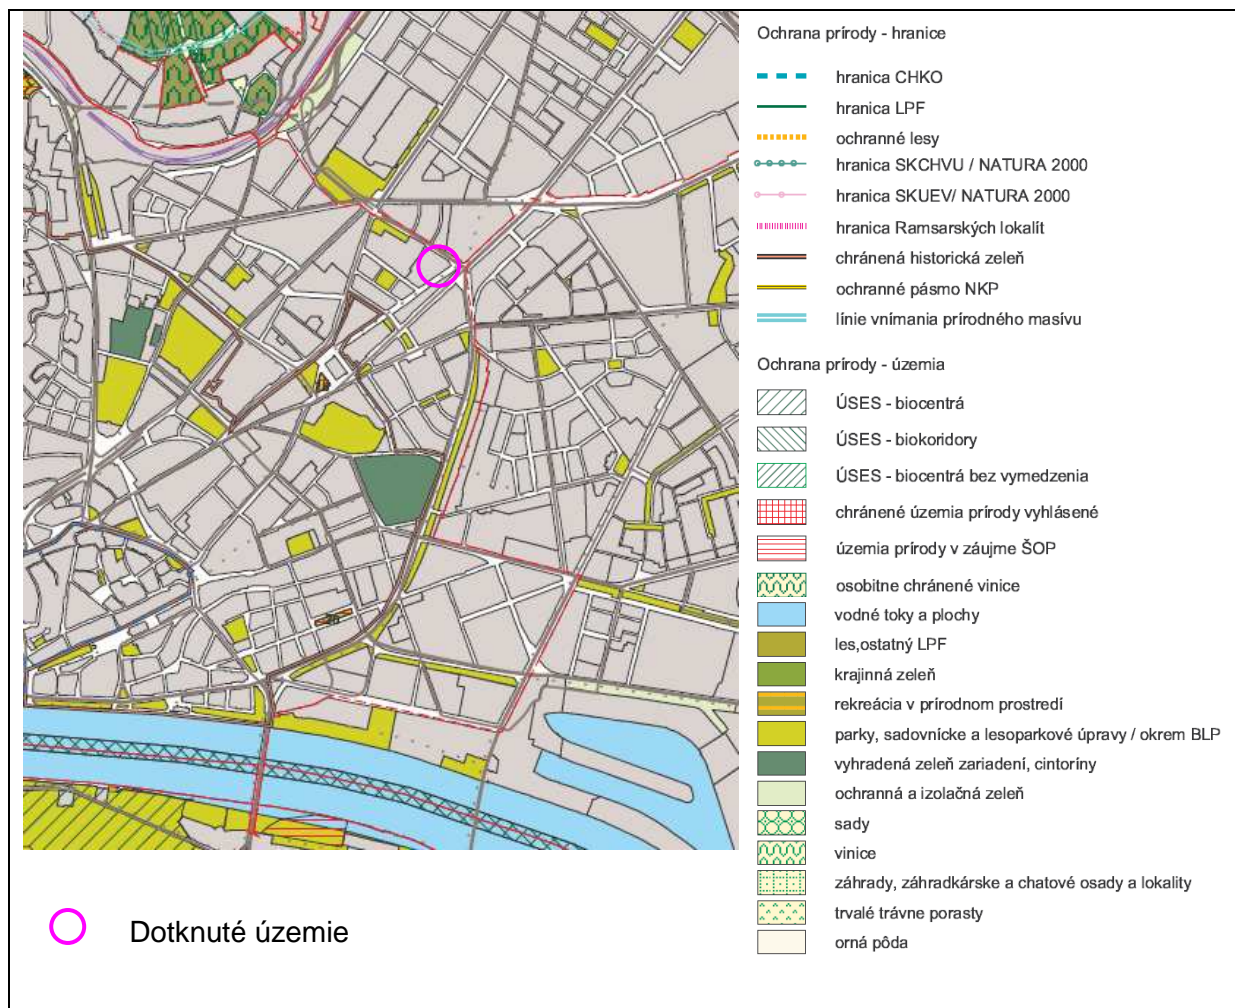 Ochrana prírody - hranice
hranica CHKO
hranica LPF
ochranné lesy
hranica SKCHVU / NATURA 2000
hranica SKUEV/ NATURA 2000
hranica Ramsarských lokalít
chránená historická zeleň
ochranné pásmo NKP
línie vnímania prírodného masívu
Ochrana prírody - územia
ÚSES - biocentrá
ÚSES - biokoridory
ÚSES - biocentrá bez vymedzenia
chránené územia prírody vyhlásené
územia prírody v záujme ŠOP
osobitne chránené vinice
vodné toky a plochy
les,ostatný LPF
krajinná zeleň
rekreácia v prírodnom prostredí
parky, sadovnícke a lesoparkové úpravy / okrem BLP
vyhradená zeleň zariadení, cintoríny
ochranná a izolačná zeleň
sady
vinice
záhrady, záhradkárske a chatové osady a lokality
trvalé trávne porasty
orná pôda
Dotknuté územie